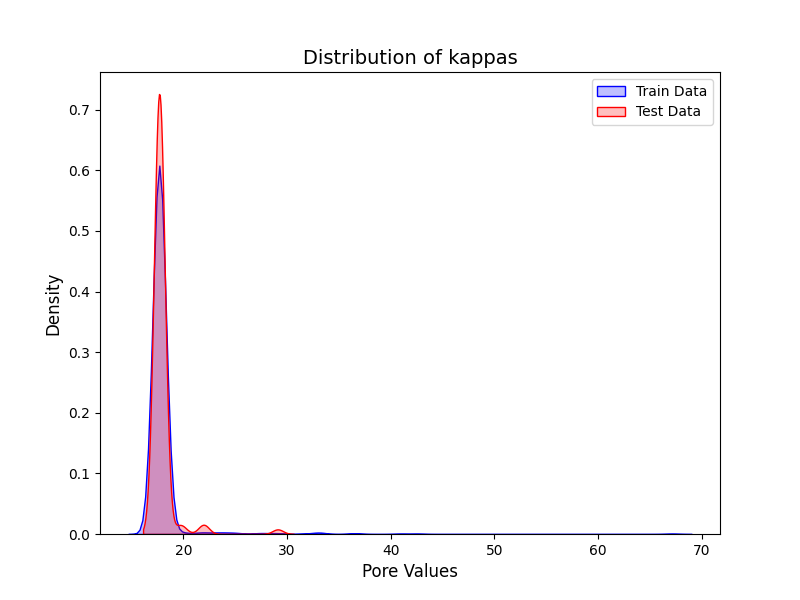 Distribution of kappas
Train Data
Test Data
Density
0.7
0.6
0.5
0.4
0.3
0.2
0.1
0.0
20 30 40 50 60 70
Pore Values